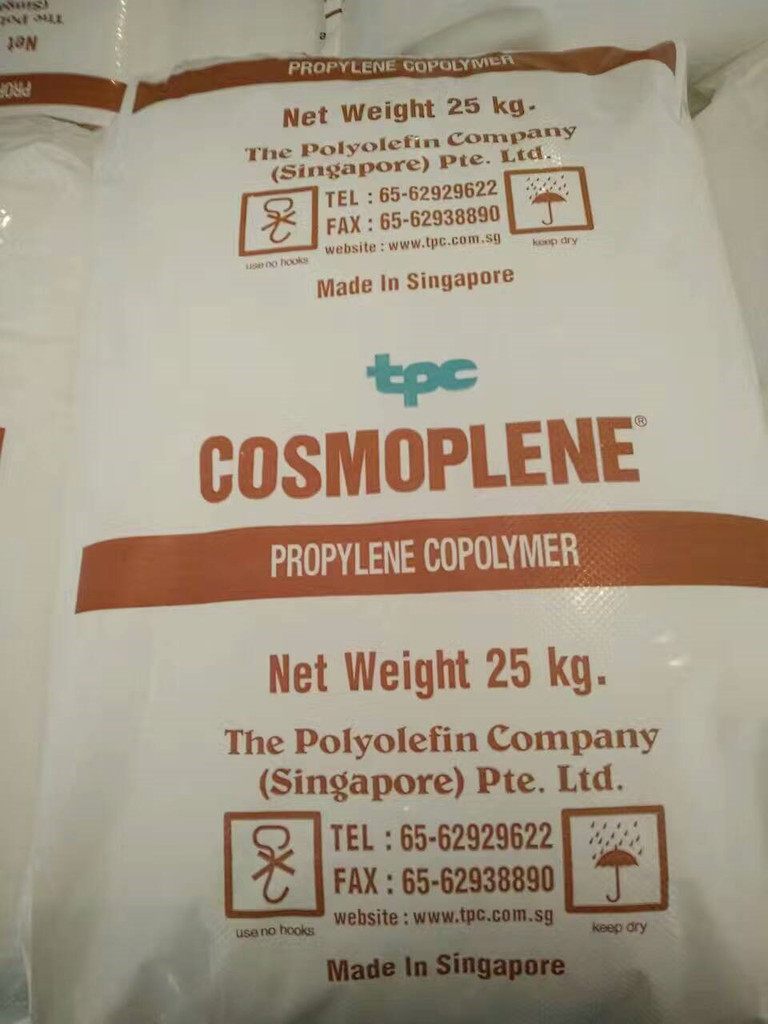 Net
PROPYLENE COPOLYMER
Net Weight 25 kg.
The Polyolefin Company
(Singapore) Pte. Ltd.
TEL : 65-62929622
FAX : 65-62938890
website : www.tpc.com.sg
use no hooks
keep dry
Made In Singapore
tpc
COSMOPLENE®
PROPYLENE COPOLYMER
Net Weight 25 kg.
The Polyolefin Company
(Singapore) Pte. Ltd.
TEL : 65-62929622
FAX : 65-62938890
website : www.tpc.com.sg
use no hooks
keep dry
Made In Singapore